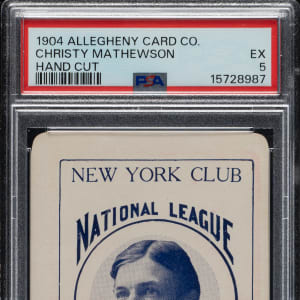 1904 ALLEGHENY CARD CO.
CHRISTY MATHEWSON EX
HAND CUT 5
PSA 15728987
NEW YORK CLUB
NATIONAL LEAGUE